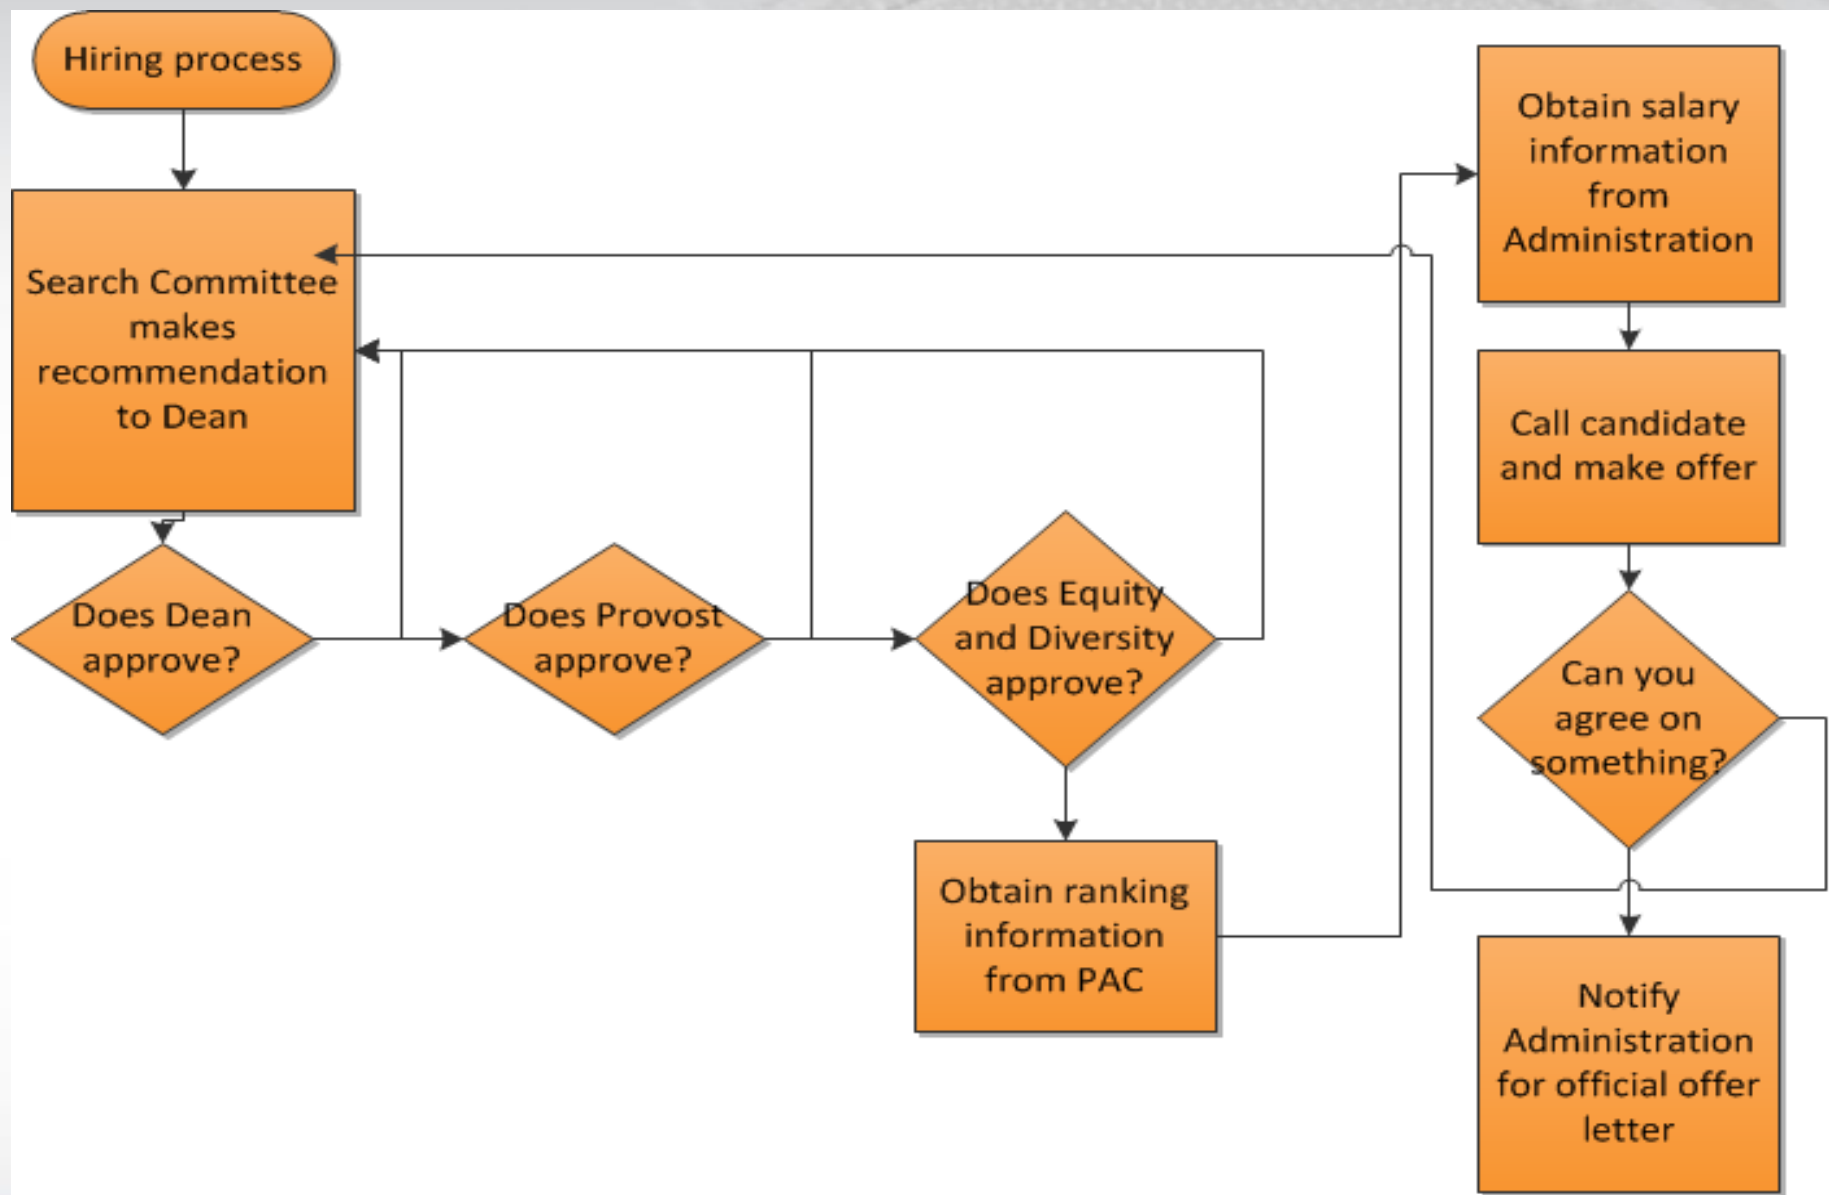 Hiring process
Search Committee
makes
recommendation
to Dean
Does Dean
approve?
Does Provost
approve?
Does Equity
and Diversity
approve?
Obtain ranking
information
from PAC
Obtain salary
information
from
Administration
Call candidate
and make offer
Can you
agree on
something?
Notify
Administration
for official offer
letter